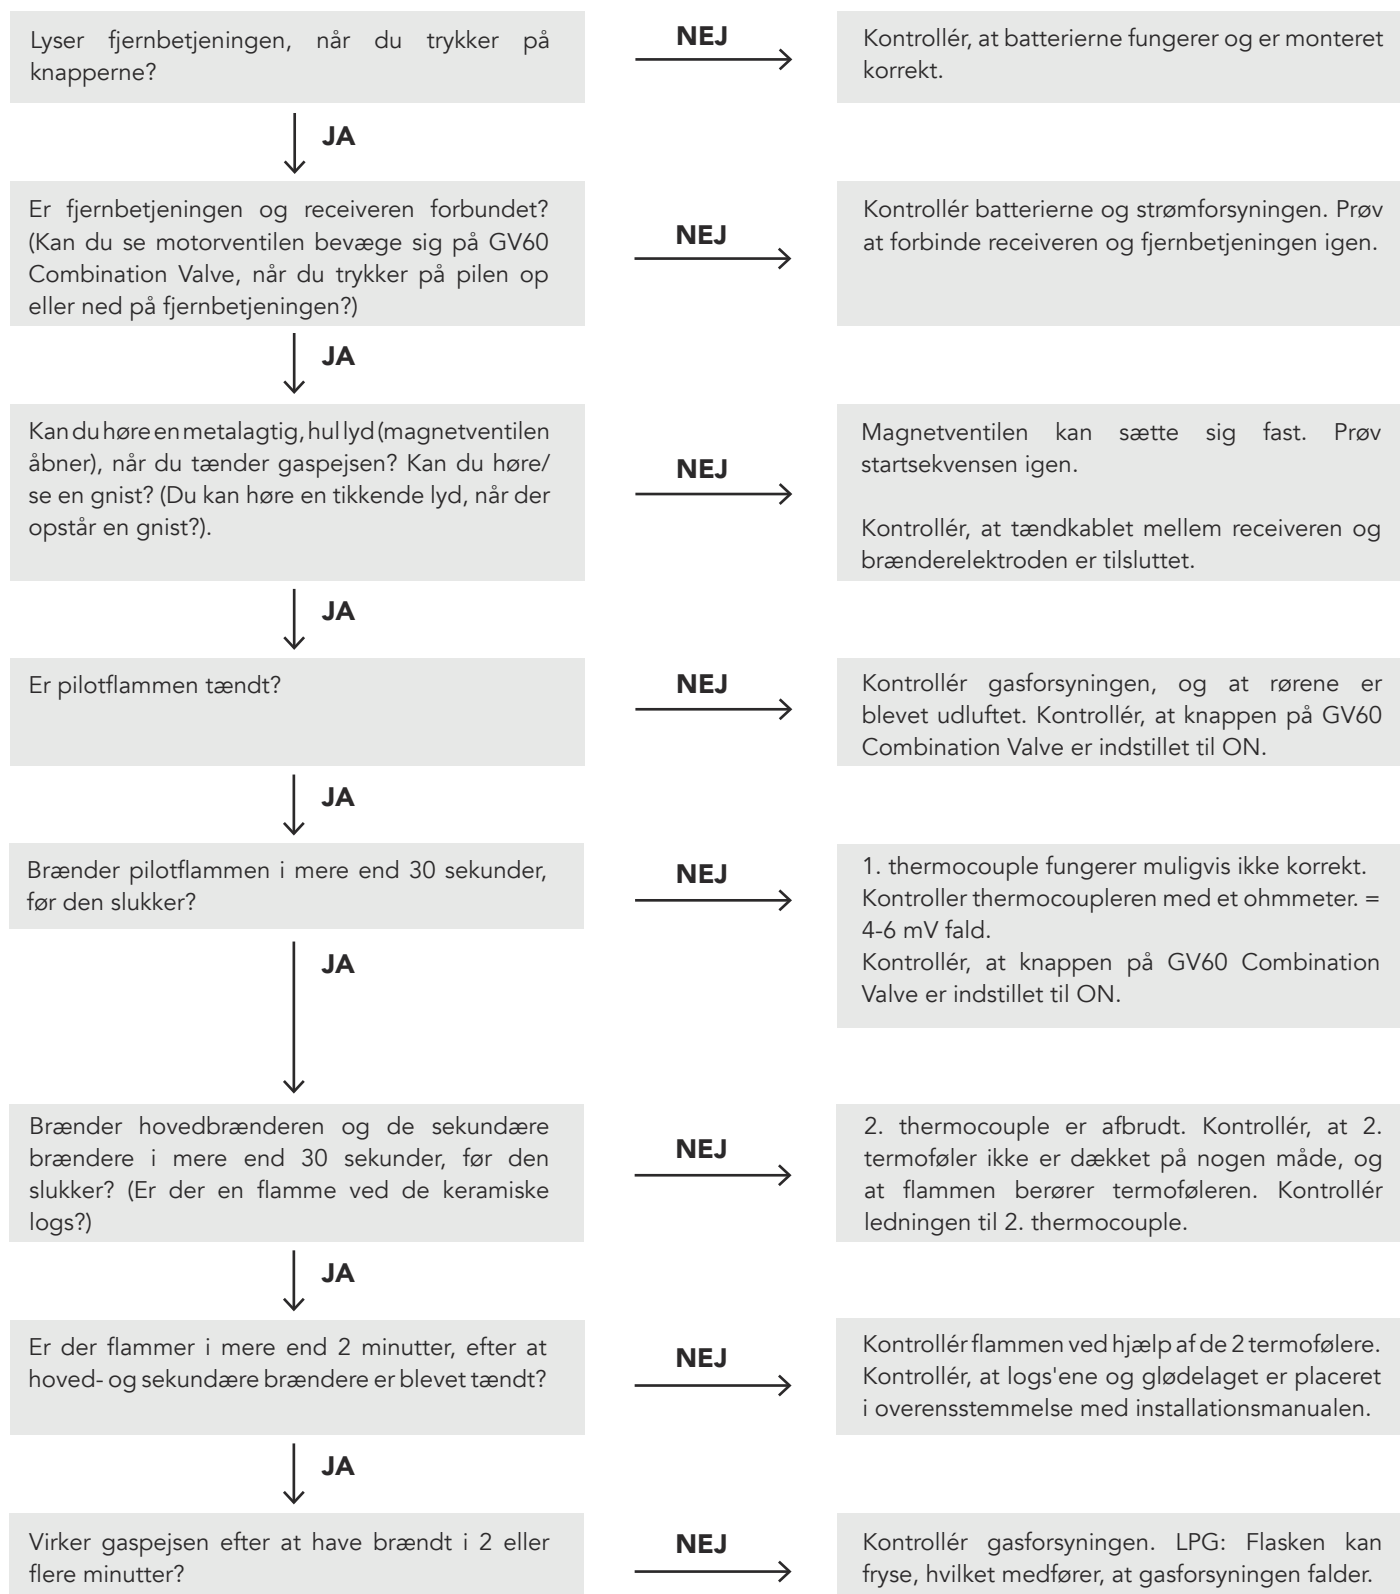 Lyser fjernbetjeningen, når du trykker på
knapperne?
NEJ
Kontrollér, at batterierne fungerer og er monteret
korrekt.
JA
Er fjernbetjeningen og receiveren forbundet?
(Kan du se motorventilen bevæge sig på GV60
Combination Valve, når du trykker på pilen op
eller ned på fjernbetjeningen?)
NEJ
Kontrollér batterierne og strømforsyningen. Prøv
at forbinde receiveren og fjernbetjeningen igen.
JA
Kan du høre en metalagtig, hul lyd (magnetventilen
åbner), når du tænder gaspejsen? Kan du høre/
se en gnist? (Du kan høre en tikkende lyd, når der
opstår en gnist?).
NEJ
Magnetventilen kan sætte sig fast. Prøv
startsekvensen igen.
Kontrollér, at tændkablet mellem receiveren og
brænderelektroden er tilsluttet.
JA
Er pilotflammen tændt?
NEJ
Kontrollér gasforsyningen, og at rørene er
blevet udluftet. Kontrollér, at knappen på GV60
Combination Valve er indstillet til ON.
JA
Brænder pilotflammen i mere end 30 sekunder,
før den slukker?
NEJ
1. thermocouple fungerer muligvis ikke korrekt.
Kontroller thermocoupleren med et ohmmeter. =
4-6 mV fald.
Kontrollér, at knappen på GV60 Combination
Valve er indstillet til ON.
JA
Brænder hovedbrænderen og de sekundære
brændere i mere end 30 sekunder, før den
slukker? (Er der en flamme ved de keramiske
logs?)
NEJ
2. thermocouple er afbrudt. Kontrollér, at 2.
termoføler ikke er dækket på nogen måde, og
at flammen berører termoføleren. Kontrollér
ledningen til 2. thermocouple.
JA
Er der flammer i mere end 2 minutter, efter at
hoved- og sekundære brændere er blevet tændt?
NEJ
Kontrollér flammen ved hjælp af de 2 termofølere.
Kontrollér, at logs'ene og glødelaget er placeret
i overensstemmelse med installationsmanualen.
JA
Virker gaspejsen efter at have brændt i 2 eller
flere minutter?
NEJ
Kontrollér gasforsyningen. LPG: Flasken kan
fryse, hvilket medfører, at gasforsyningen falder.